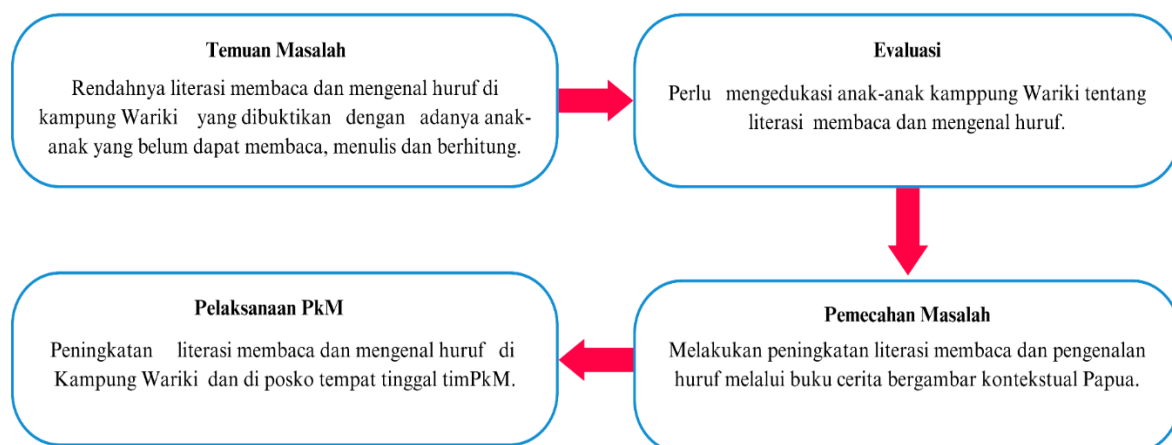 Temuan Masalah
Rendahnya literasi membaca dan mengenal huruf di
kampung Wariki yang dibuktikan dengan adanya anak-
anak yang belum dapat membaca, menulis dan berhitung.
Evaluasi
Perlu mengedukasi anak-anak kamppung Wariki tentang
literasi membaca dan mengenal huruf.
Pemecahan Masalah
Melakukan peningkatan literasi membaca dan pengenalan
huruf melalui buku cerita bergambar kontekstual Papua.
Pelaksanaan PkM
Peningkatan literasi membaca dan mengenal huruf di
Kampung Wariki dan di posko tempat tinggal timPkM.